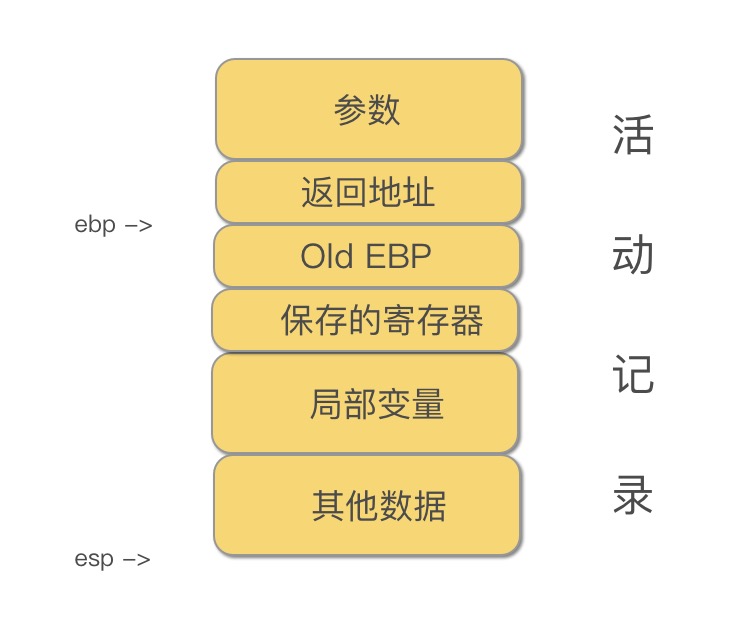 参数
返回地址
ebp –>
Old EBP
保存的寄存器
局部变量
其他数据
esp –>
活
动
记
录